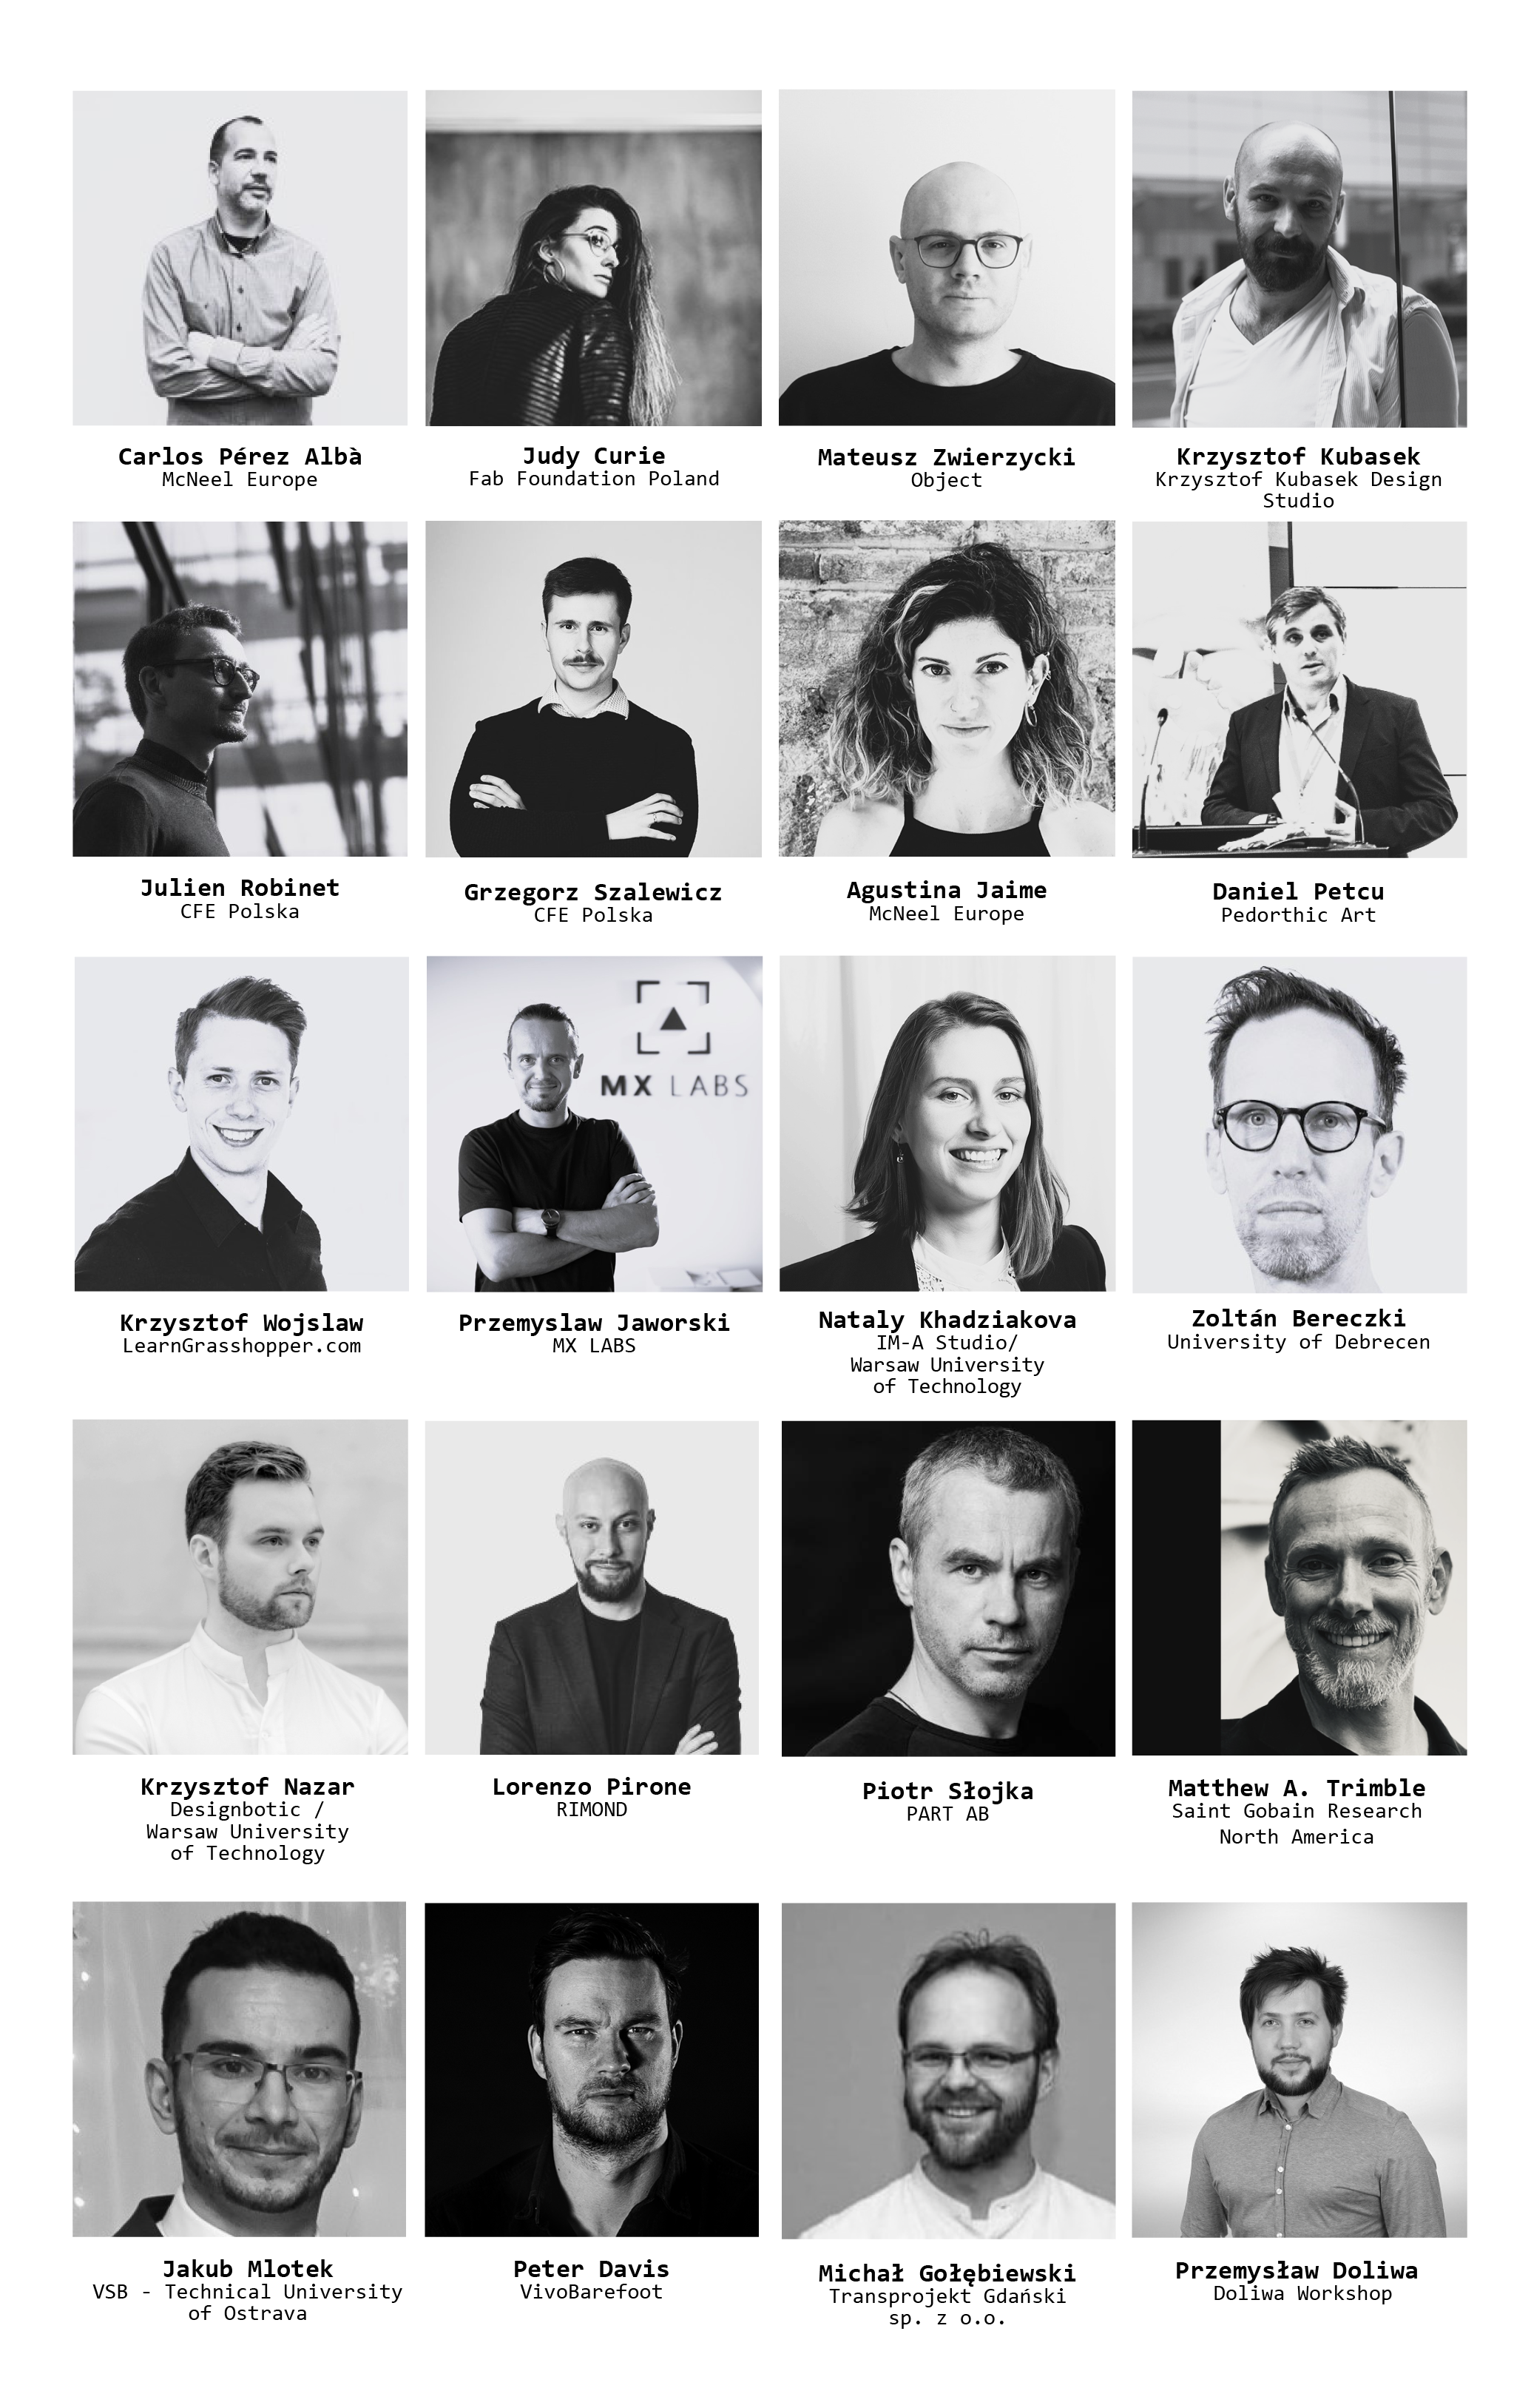 Carlos Pérez Albà
McNeel Europe
Judy Curie
Fab Foundation Poland
Mateusz Zwierzycki
Object
Krzysztof Kubasek
Krzysztof Kubasek Design
Studio
Julien Robinet
CFE Polska
Grzegorz Szalewicz
CFE Polska
Agustina Jaime
McNeel Europe
Daniel Petcu
Pedorthic Art
MX LABS
Krzysztof Wojslaw
LearnGrasshopper.com
Przemyslaw Jaworski
MX LABS
Nataly Khadziakova
IM-A Studio/
Warsaw University
of Technology
Zoltán Bereczki
University of Debrecen
Krzysztof Nazar
Designbotic /
Warsaw University
of Technology
Lorenzo Pirone
RIMOND
Piotr Słojka
PART AB
Matthew A. Trimble
Saint Gobain Research
North America
Jakub Mlotek
VSB - Technical University
of Ostrava
Peter Davis
VivoBarefoot
Michał Gołębiewski
Transprojekt Gdański
sp. z o.o.
Przemysław Doliwa
Doliwa Workshop